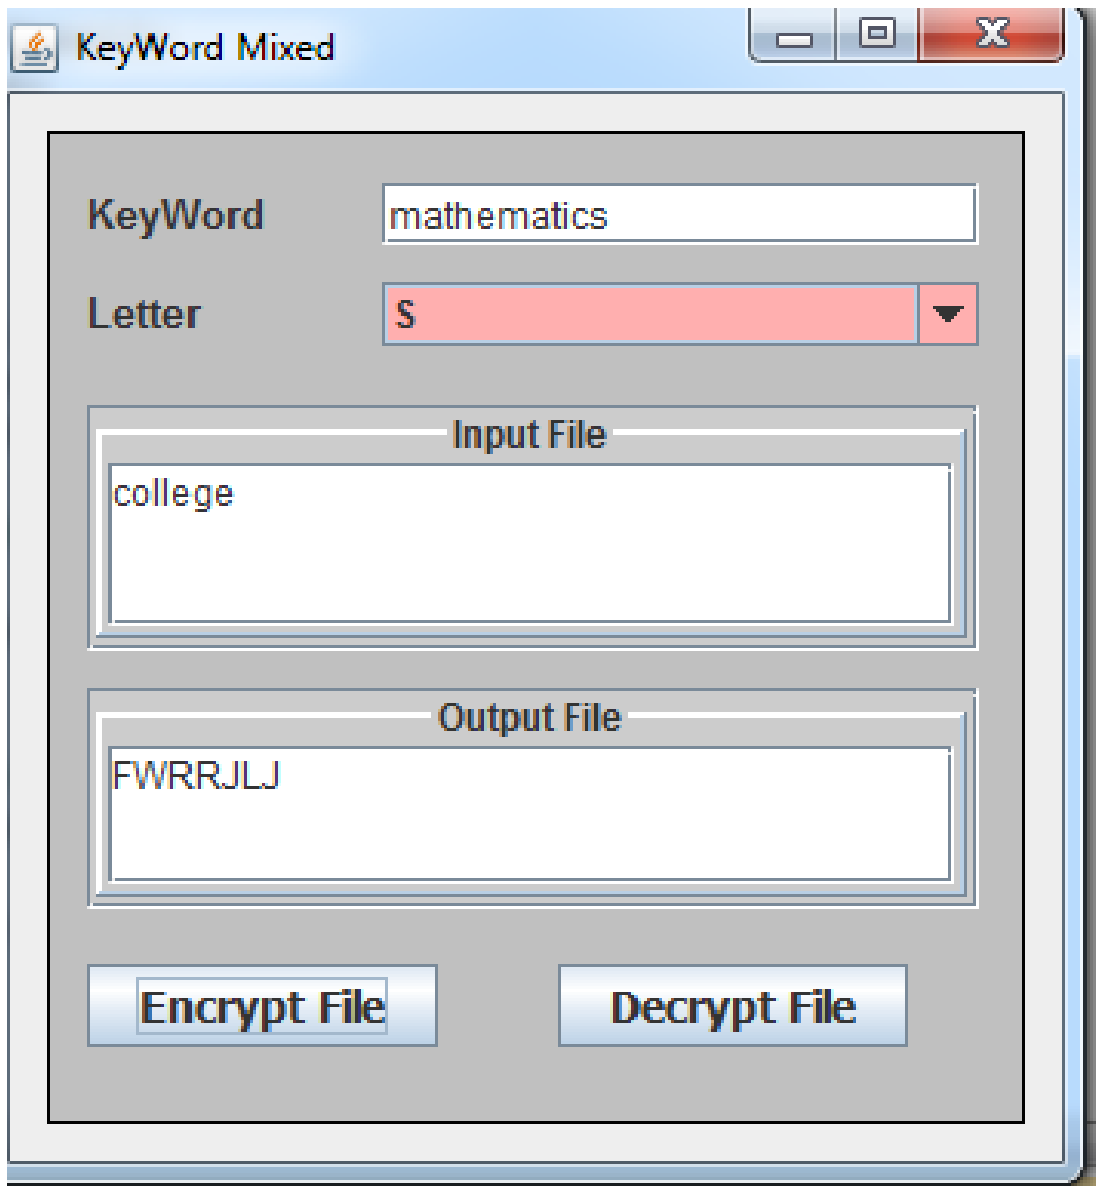 KeyWord Mixed
KeyWord mathematics
Letter S
Input File
college
Output File
FWRRJLJ
Encrypt File Decrypt File